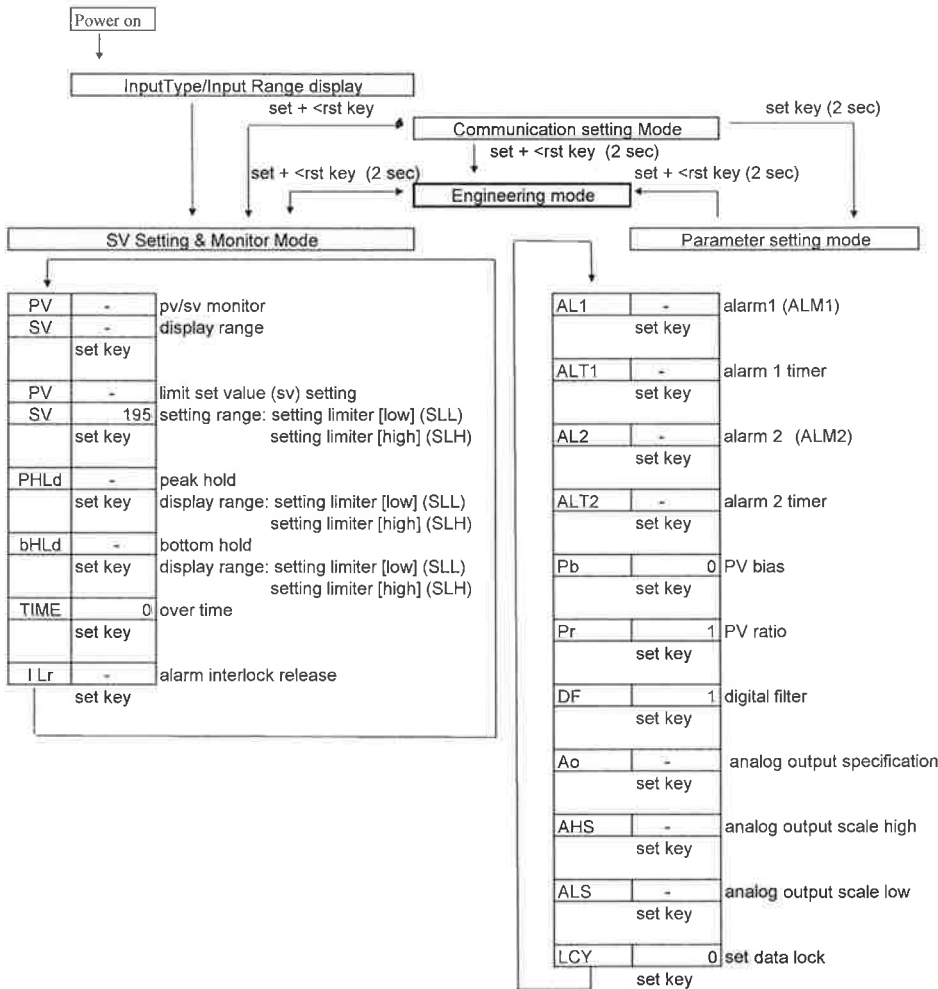 Power on
InputType/Input Range display
set + <rst key
set key (2 sec)
Communication setting Mode
set + <rst key (2 sec)
set + <rst key (2 sec)
set + <rst key (2 sec)
Engineering mode
SV Setting & Monitor Mode
Parameter setting mode
PV - pv/sv monitor
SV - display range
set key
PV - limit set value (sv) setting
SV 195 setting range: setting limiter [low] (SLL)
set key setting limiter [high] (SLH)
PHLd - peak hold
set key display range: setting limiter [low] (SLL)
setting limiter [high] (SLH)
bHLd - bottom hold
set key display range: setting limiter [low] (SLL)
setting limiter [high] (SLH)
TIME 0 over time
set key
I Lr - alarm interlock release
set key
AL1 - alarm1 (ALM1)
set key
ALT1 - alarm 1 timer
set key
AL2 - alarm 2 (ALM2)
set key
ALT2 - alarm 2 timer
set key
Pb 0 PV bias
set key
Pr 1 PV ratio
set key
DF 1 digital filter
set key
Ao - analog output specification
set key
AHS - analog output scale high
set key
ALS - analog output scale low
set key
LCY 0 set data lock
set key